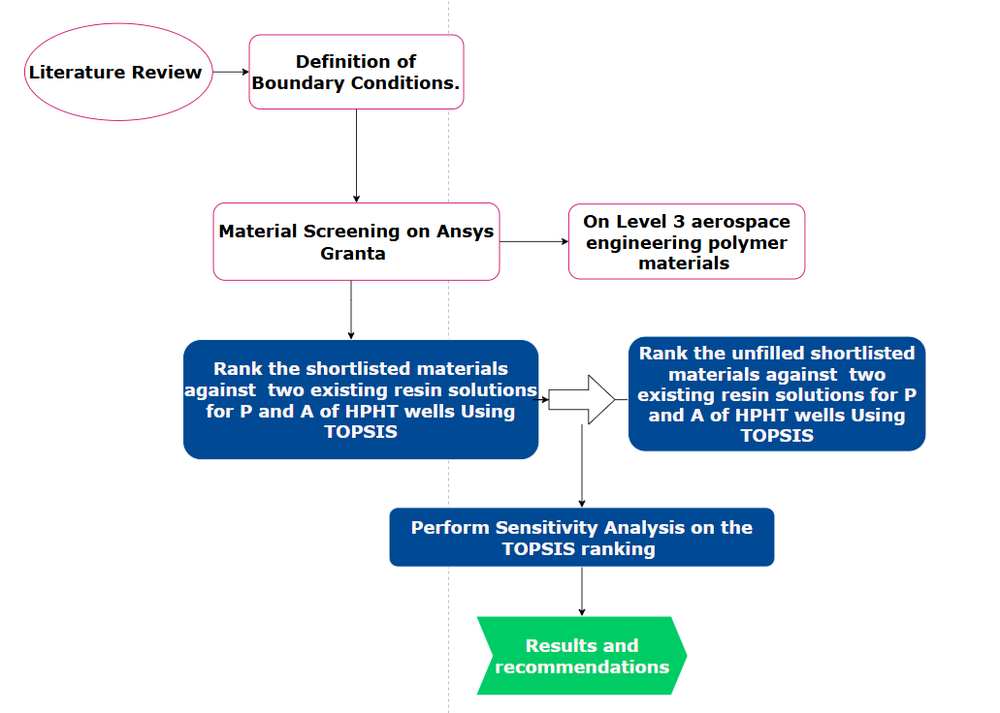 Literature Review
Definition of
Boundary Conditions.
Material Screening on Ansys
Granta
On Level 3 aerospace
engineering polymer
materials
Rank the shortlisted materials
against  two existing resin solutions
for P and A of HPHT wells Using
TOPSIS
Rank the unfilled shortlisted
materials against  two
existing resin solutions for P
and A of HPHT wells Using
TOPSIS
Perform Sensitivity Analysis on the
TOPSIS ranking
Results and
recommendations